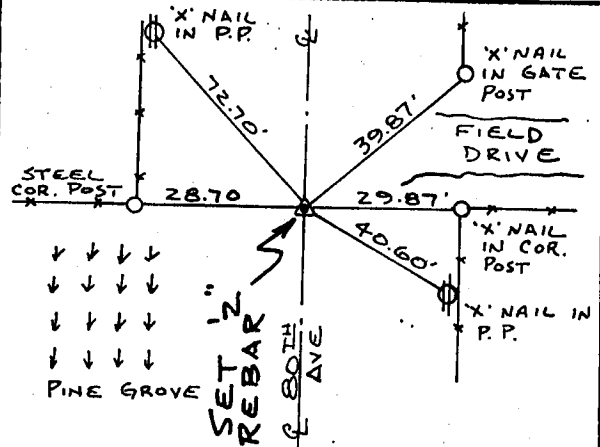 'X' NAIL
IN P.P.
℄
'X' NAIL
IN GATE
POST
72.70'
39.87'
FIELD
DRIVE
STEEL
COR. POST
28.70
29.87'
'X' NAIL
IN COR.
POST
40.60'
'X' NAIL IN
P.P.
SET ½"
REBAR
℄ 80TH
AVE
PINE GROVE